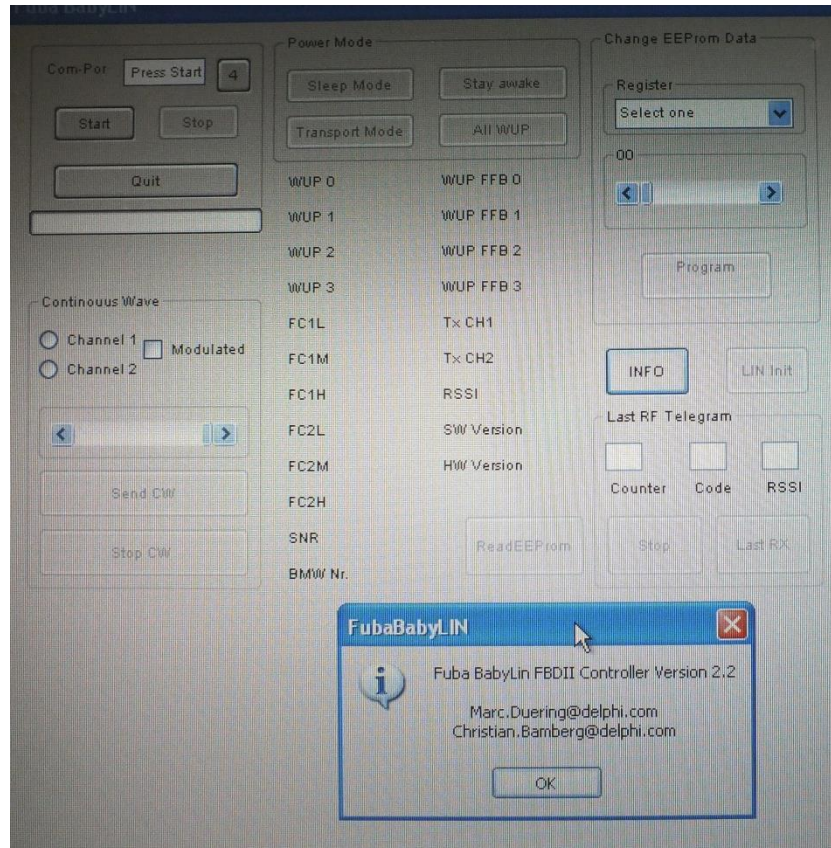 Fuba BabyLIN
Com-Por Press Start 4
Start Stop
Quit
Power Mode
Sleep Mode Stay awake
Transport Mode All WUP
WUP 0 WUP FFB 0
WUP 1 WUP FFB 1
WUP 2 WUP FFB 2
WUP 3 WUP FFB 3
FC1L Tx CH1
FC1M Tx CH2
FC1H RSSI
FC2L SW Version
FC2M HW Version
FC2H
SNR ReadEEProm
BMW Nr.
Continouus Wave
Channel 1 Modulated
Channel 2
Send CW
Stop CW
Change EEProm Data
Register
Select one
00
Program
INFO LIN Init
Last RF Telegram
Counter Code RSSI
Stop Last RX
FubaBabyLIN
Fuba BabyLin FBDII Controller Version 2.2
Marc.Duering@delphi.com
Christian.Bamberg@delphi.com
OK